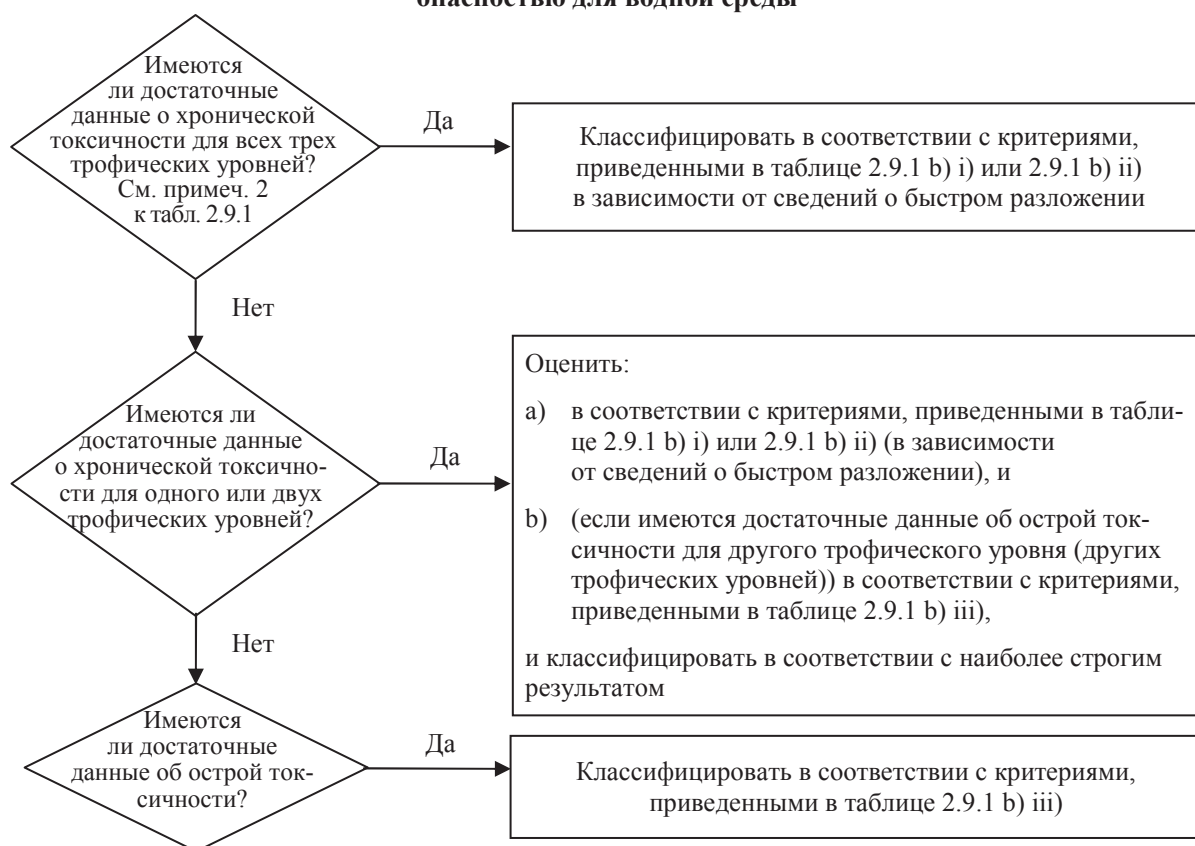 опасностью для водной среды
Имеются
ли достаточные
данные о хронической
токсичности для всех трех
трофических уровней?
См. примеч. 2
к табл. 2.9.1
Да
Классифицировать в соответствии с критериями,
приведенными в таблице 2.9.1 b) i) или 2.9.1 b) ii)
в зависимости от сведений о быстром разложении
Нет
Имеются ли
достаточные данные
о хронической токсично-
сти для одного или двух
трофических уровней?
Да
Оценить:
a) в соответствии с критериями, приведенными в табли-
це 2.9.1 b) i) или 2.9.1 b) ii) (в зависимости
от сведений о быстром разложении), и
b) (если имеются достаточные данные об острой ток-
сичности для другого трофического уровня (других
трофических уровней)) в соответствии с критериями,
приведенными в таблице 2.9.1 b) iii),
и классифицировать в соответствии с наиболее строгим
результатом
Нет
Имеются
ли достаточные
данные об острой ток-
сичности?
Да
Классифицировать в соответствии с критериями,
приведенными в таблице 2.9.1 b) iii)